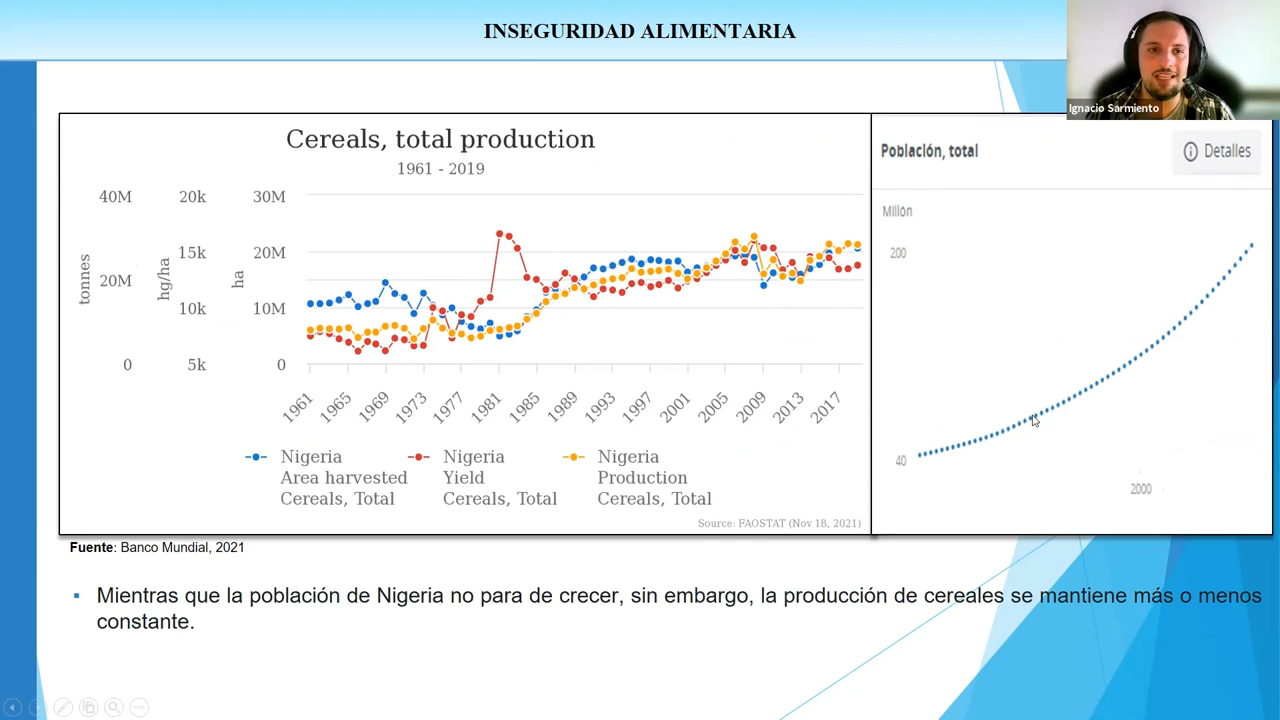 INSEGURIDAD ALIMENTARIA
Ignacio Sarmiento
Cereals, total production
1961 - 2019
40M 20k 30M
15k 20M
20M
10k 10M
0 5k 0
tonnes
hg/ha
ha
1961 1965 1969 1973 1977 1981 1985 1989 1993 1997 2001 2005 2009 2013 2017
Nigeria
Area harvested
Cereals, Total
Nigeria
Yield
Cereals, Total
Nigeria
Production
Cereals, Total
Source: FAOSTAT (Nov 18, 2021)
Población, total
Detalles
Millón
200
40
2000
Fuente: Banco Mundial, 2021
▪ Mientras que la población de Nigeria no para de crecer, sin embargo, la producción de cereales se mantiene más o menos
constante.